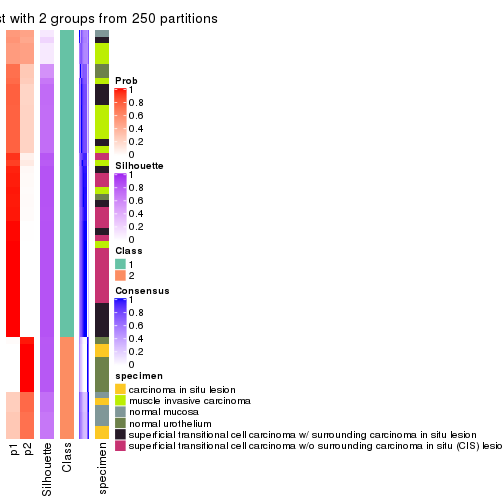 st with 2 groups from 250 partitions
Prob
1
0.8
0.6
0.4
0.2
0
Silhouette
1
0.8
0.6
0.4
0.2
0
Class
1
2
Consensus
1
0.8
0.6
0.4
0.2
0
specimen
carcinoma in situ lesion
muscle invasive carcinoma
normal mucosa
normal urothelium
superficial transitional cell carcinoma w/ surrounding carcinoma in situ lesion
superficial transitional cell carcinoma w/o surrounding carcinoma in situ (CIS) lesio
p1
p2
Silhouette
Class
specimen